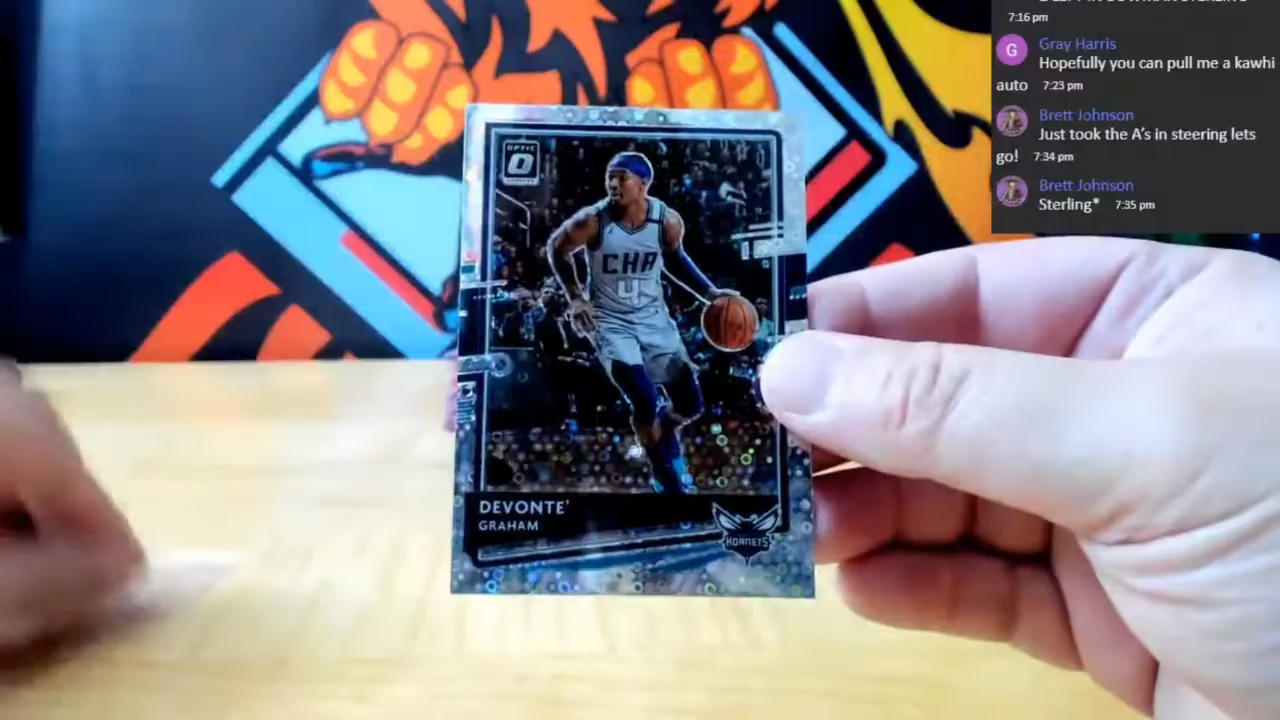 7:16 pm
G
Gray Harris
Hopefully you can pull me a kawhi
auto 7:23 pm
Brett Johnson
Just took the A's in steering lets
go! 7:34 pm
Brett Johnson
Sterling* 7:35 pm
OPTIC
O
CHA
4
DEVONTE'
GRAHAM
HORNETS